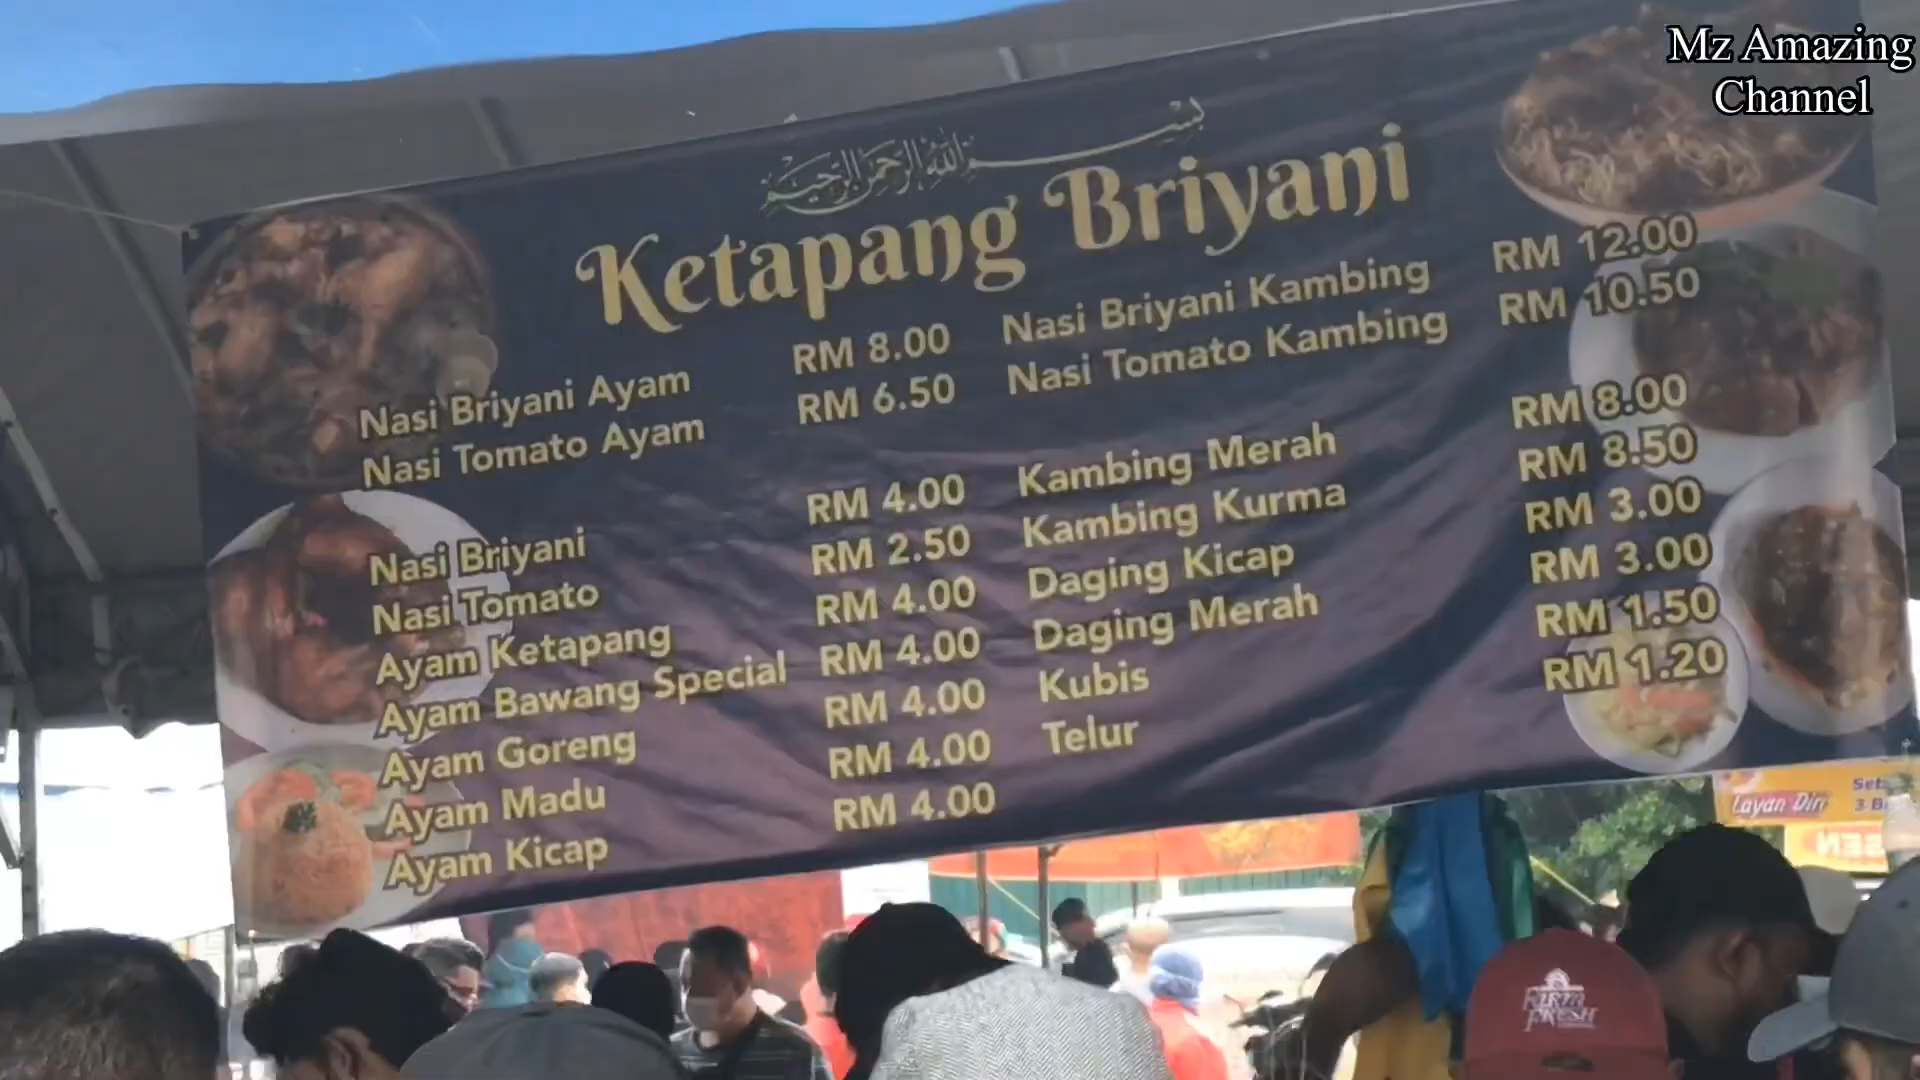 Mz Amazing
Channel
بسم الله الرحمن الرحيم
Ketapang Briyani
Nasi Briyani Ayam RM 8.00
Nasi Tomato Ayam RM 6.50
Nasi Briyani RM 4.00
Nasi Tomato RM 2.50
Ayam Ketapang RM 4.00
Ayam Bawang Special RM 4.00
Ayam Goreng RM 4.00
Ayam Madu RM 4.00
Ayam Kicap RM 4.00
Nasi Briyani Kambing RM 12.00
Nasi Tomato Kambing RM 10.50
Kambing Merah RM 8.00
Kambing Kurma RM 8.50
Daging Kicap RM 3.00
Daging Merah RM 3.00
Kubis RM 1.50
Telur RM 1.20
Layan Diri
FRESH